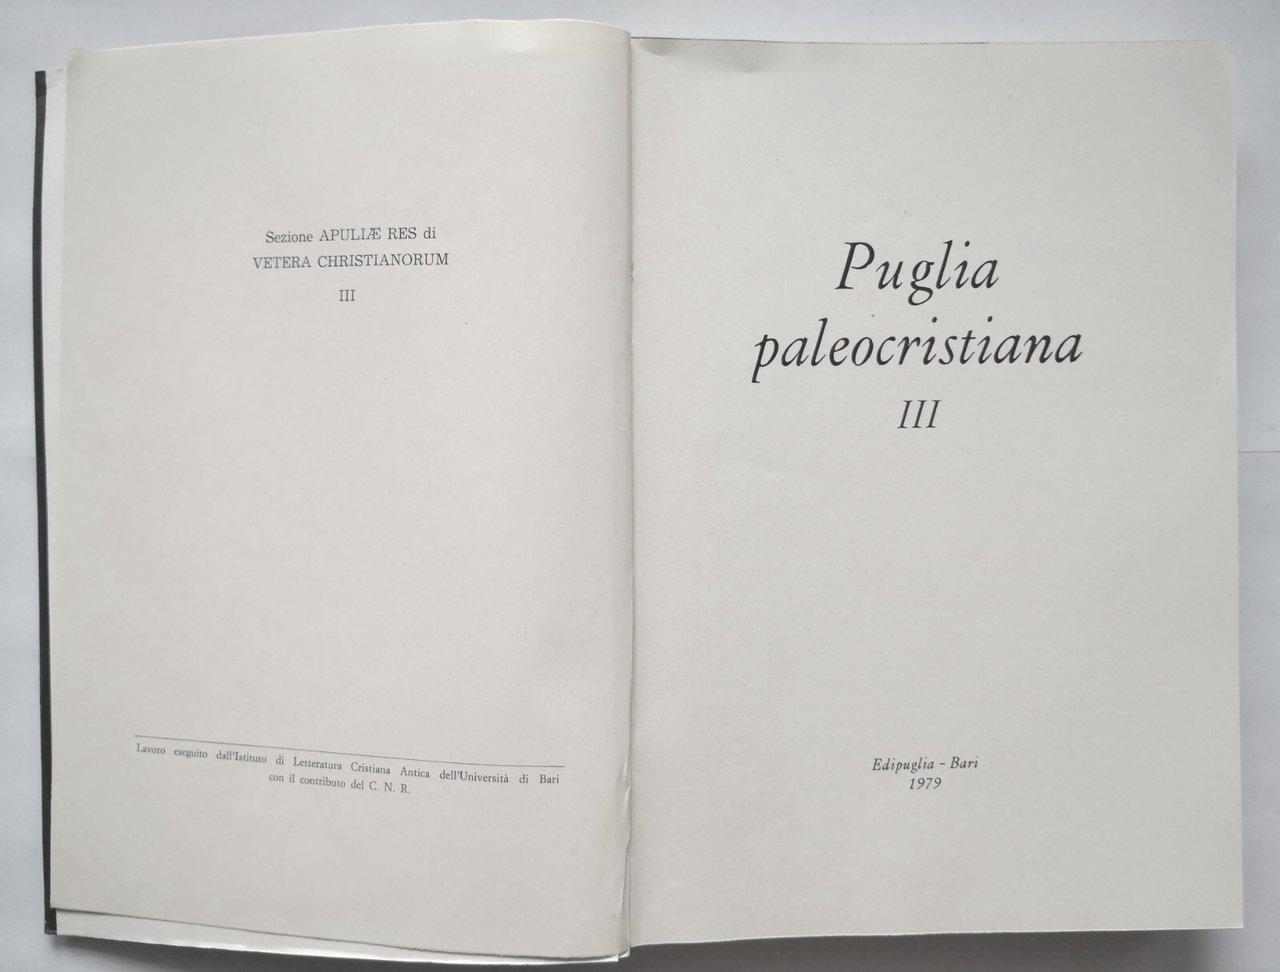 Sezione APULIÆ RES di
VETERA CHRISTIANORUM
III
Lavoro eseguito dall'Istituto di Letteratura Cristiana Antica dell'Università di Bari
con il contributo del C. N. R.
Puglia
paleocristiana
III
Edipuglia - Bari
1979